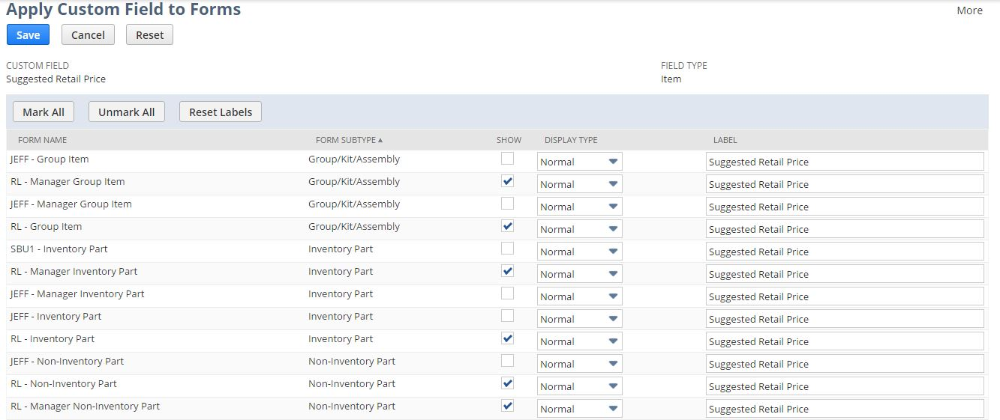 Apply Custom Field to Forms
More
Save Cancel Reset
CUSTOM FIELD FIELD TYPE
Suggested Retail Price Item
Mark All Unmark All Reset Labels
FORM NAME FORM SUBTYPE ▲ SHOW DISPLAY TYPE LABEL
JEFF - Group Item Group/Kit/Assembly Normal Suggested Retail Price
RL - Manager Group Item Group/Kit/Assembly Normal Suggested Retail Price
JEFF - Manager Group Item Group/Kit/Assembly Normal Suggested Retail Price
RL - Group Item Group/Kit/Assembly Normal Suggested Retail Price
SBU1 - Inventory Part Inventory Part Normal Suggested Retail Price
RL - Manager Inventory Part Inventory Part Normal Suggested Retail Price
JEFF - Manager Inventory Part Inventory Part Normal Suggested Retail Price
JEFF - Inventory Part Inventory Part Normal Suggested Retail Price
RL - Inventory Part Inventory Part Normal Suggested Retail Price
JEFF - Non-Inventory Part Non-Inventory Part Normal Suggested Retail Price
RL - Non-Inventory Part Non-Inventory Part Normal Suggested Retail Price
RL - Manager Non-Inventory Part Non-Inventory Part Normal Suggested Retail Price